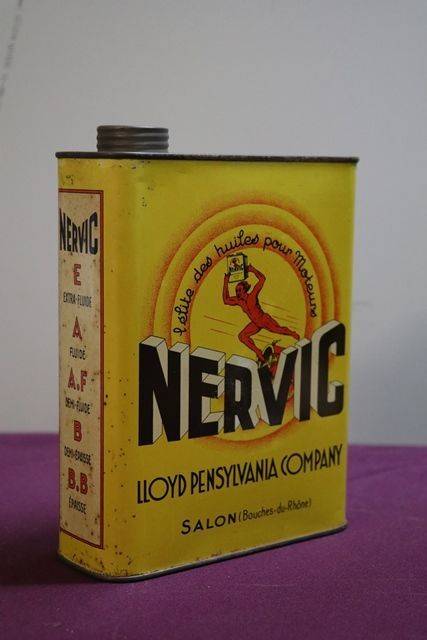 NERVIC
E
EXTRA-FLUIDE
A
FLUIDE
A.F
DEMI-FLUIDE
B
DEMI-ÉPAISSE
B.B
ÉPAISSE
l'élite des huiles pour Moteurs
NERVIC
NERVIC
LLOYD PENSYLVANIA COMPANY
SALON (Bouches-du-Rhône)